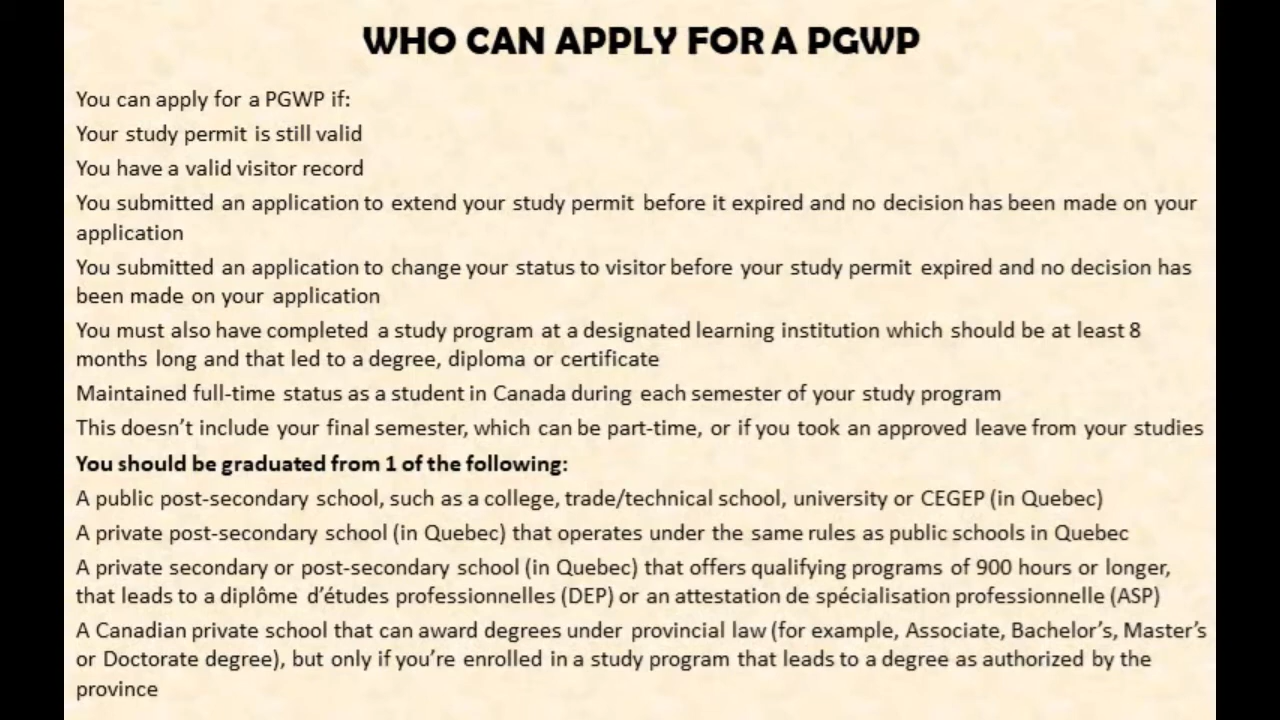 WHO CAN APPLY FOR A PGWP
You can apply for a PGWP if:
Your study permit is still valid
You have a valid visitor record
You submitted an application to extend your study permit before it expired and no decision has been made on your
application
You submitted an application to change your status to visitor before your study permit expired and no decision has
been made on your application
You must also have completed a study program at a designated learning institution which should be at least 8
months long and that led to a degree, diploma or certificate
Maintained full-time status as a student in Canada during each semester of your study program
This doesn’t include your final semester, which can be part-time, or if you took an approved leave from your studies
You should be graduated from 1 of the following:
A public post-secondary school, such as a college, trade/technical school, university or CEGEP (in Quebec)
A private post-secondary school (in Quebec) that operates under the same rules as public schools in Quebec
A private secondary or post-secondary school (in Quebec) that offers qualifying programs of 900 hours or longer,
that leads to a diplôme d’études professionnelles (DEP) or an attestation de spécialisation professionnelle (ASP)
A Canadian private school that can award degrees under provincial law (for example, Associate, Bachelor’s, Master’s
or Doctorate degree), but only if you’re enrolled in a study program that leads to a degree as authorized by the
province